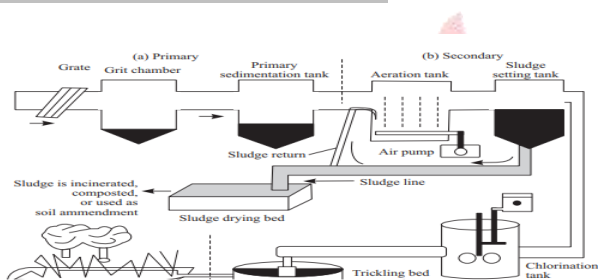 (a) Primary
(b) Secondary
Grate
Grit chamber
Primary
sedimentation tank
Aeration tank
Sludge
setting tank
Sludge return
Air pump
Sludge line
Sludge is incinerated,
composted,
or used as
soil ammendment
Sludge drying bed
Trickling bed
Chlorination
tank